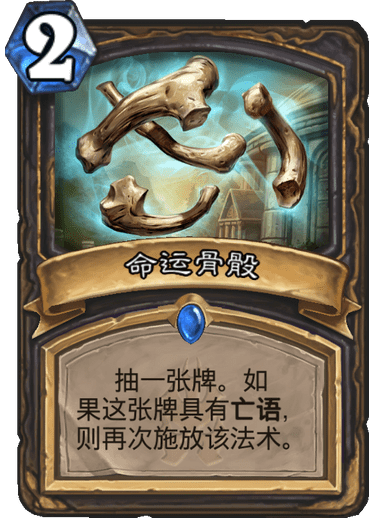 2
命运骨骰
抽一张牌。如
果这张牌具有亡语，
则再次施放该法术。